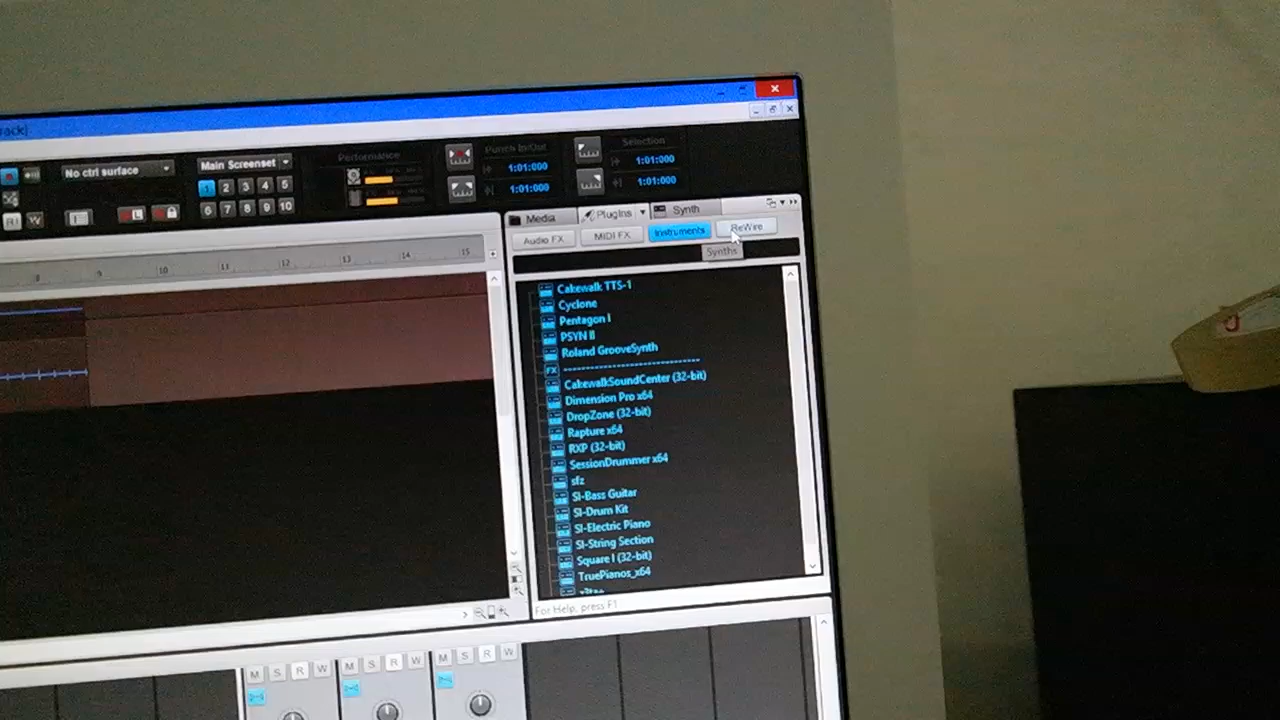 rack]
No ctrl surface
Main Screenset
1 2 3 4 5
6 7 8 9 10
Performance
Punch In/Out
1:01:000
1:01:000
Selection
1:01:000
1:01:000
R! W
L
Media
PlugIns
Synth
Audio FX
MIDI FX
Instruments
ReWire
Synths
8 9 10 11 12 13 14 15
Cakewalk TTS-1
Cyclone
Pentagon I
PSYN II
Roland GrooveSynth
FX
CakewalkSoundCenter (32-bit)
Dimension Pro x64
DropZone (32-bit)
Rapture x64
RXP (32-bit)
SessionDrummer x64
sfz
SI-Bass Guitar
SI-Drum Kit
SI-Electric Piano
SI-String Section
Square I (32-bit)
TruePianos_x64
For Help, press F1
M S R W
M S R W
M S R W